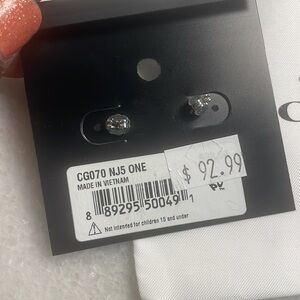 CG070 NJ5 ONE
MADE IN VIETNAM
$ 92.99
8 89295 50049 1
Not intended for children 15 and under
C